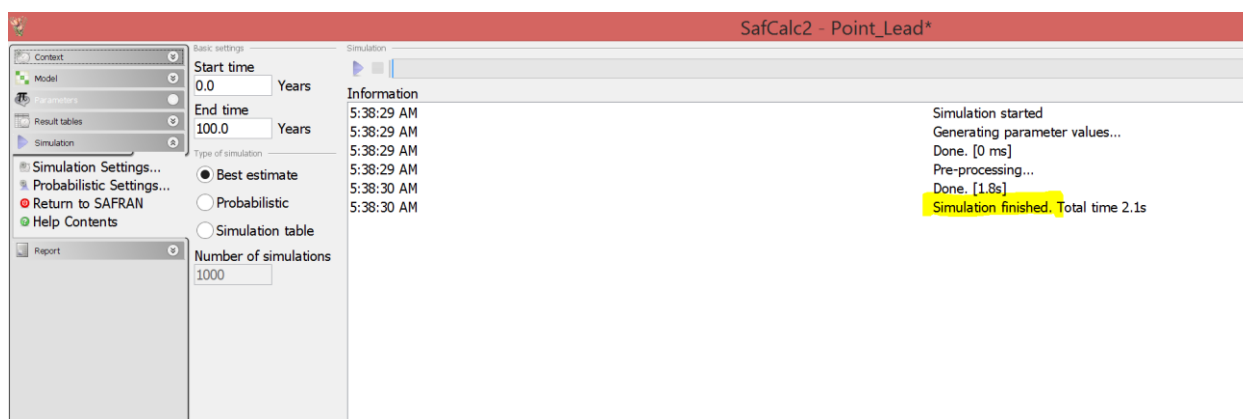 SafCalc2 - Point_Lead*
Context
Model
Parameters
Result tables
Simulation
Simulation Settings...
Probabilistic Settings...
Return to SAFRAN
Help Contents
Report
Basic settings
Start time
0.0 Years
End time
100.0 Years
Type of simulation
Best estimate
Probabilistic
Simulation table
Number of simulations
1000
Simulation
Information
5:38:29 AM Simulation started
5:38:29 AM Generating parameter values...
5:38:29 AM Done. [0 ms]
5:38:29 AM Pre-processing...
5:38:30 AM Done. [1.8s]
5:38:30 AM Simulation finished. Total time 2.1s